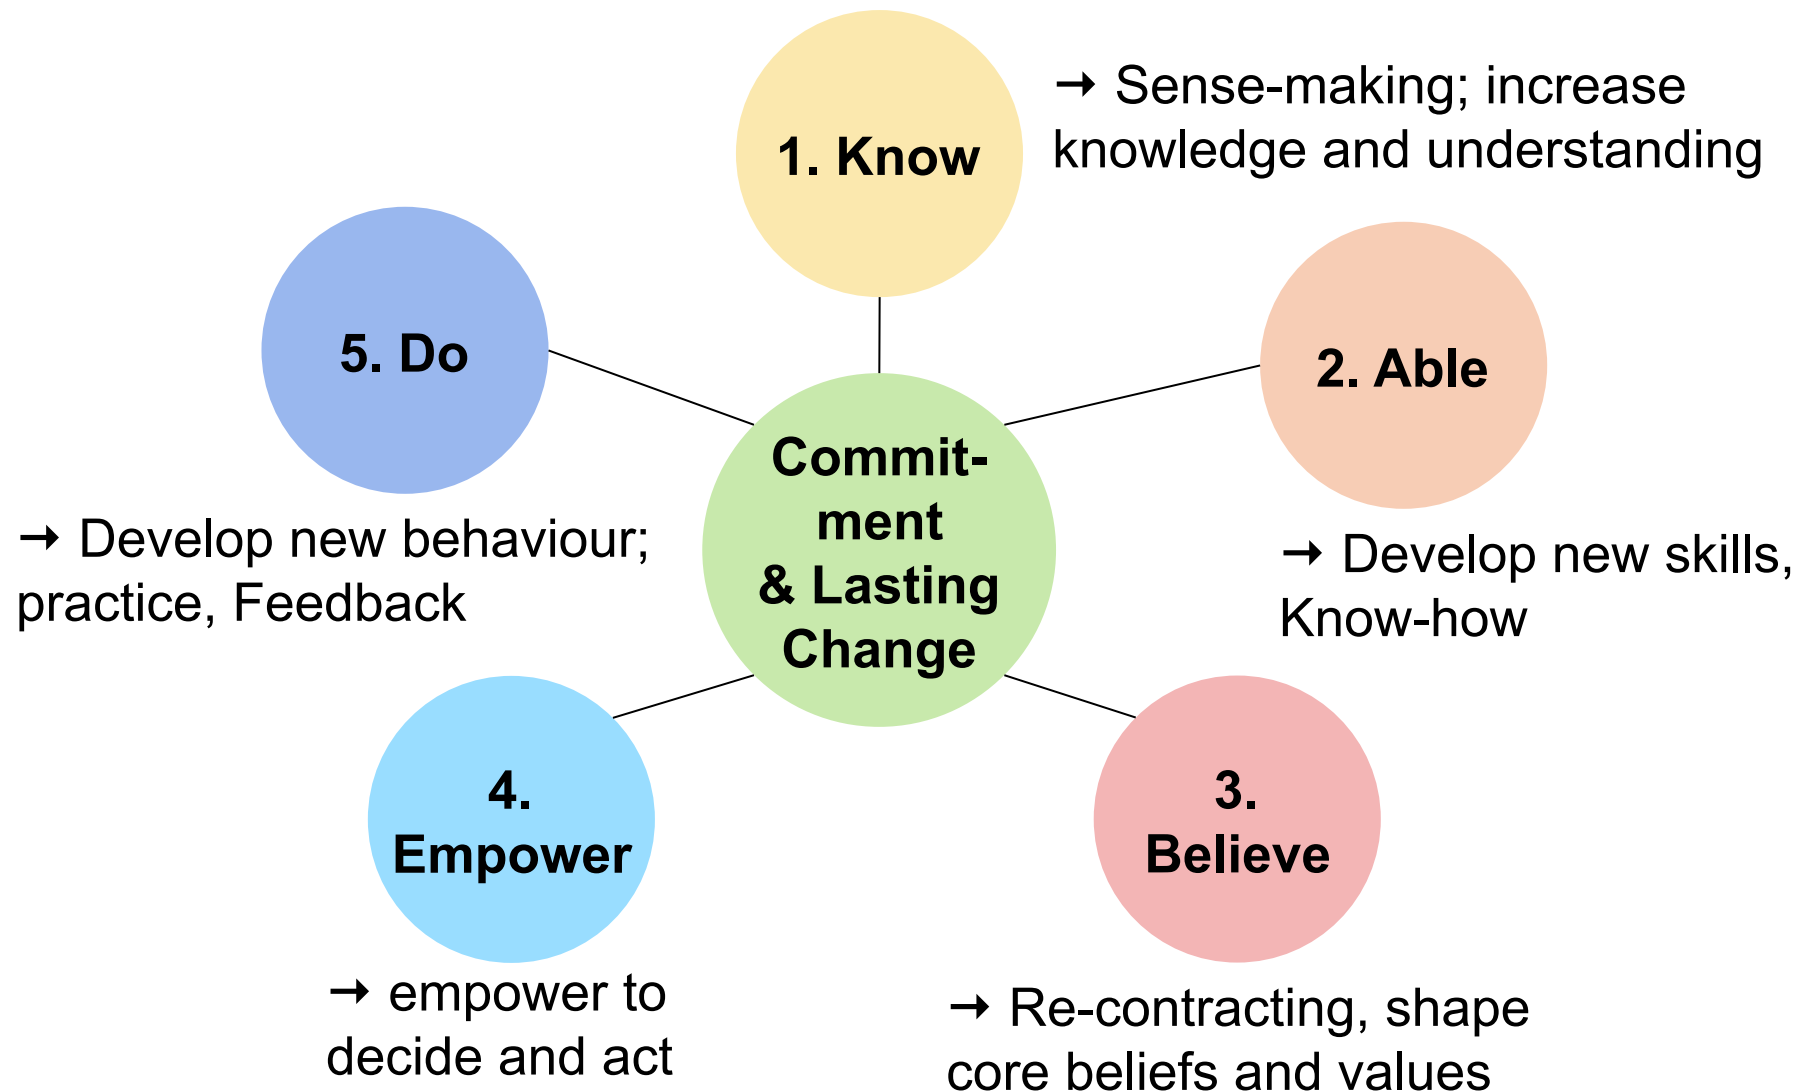 1. Know
→ Sense-making; increase
knowledge and understanding
2. Able
→ Develop new skills,
Know-how
3.
Believe
→ Re-contracting, shape
core beliefs and values
4.
Empower
→ empower to
decide and act
5. Do
→ Develop new behaviour;
practice, Feedback
Commit-
ment
& Lasting
Change